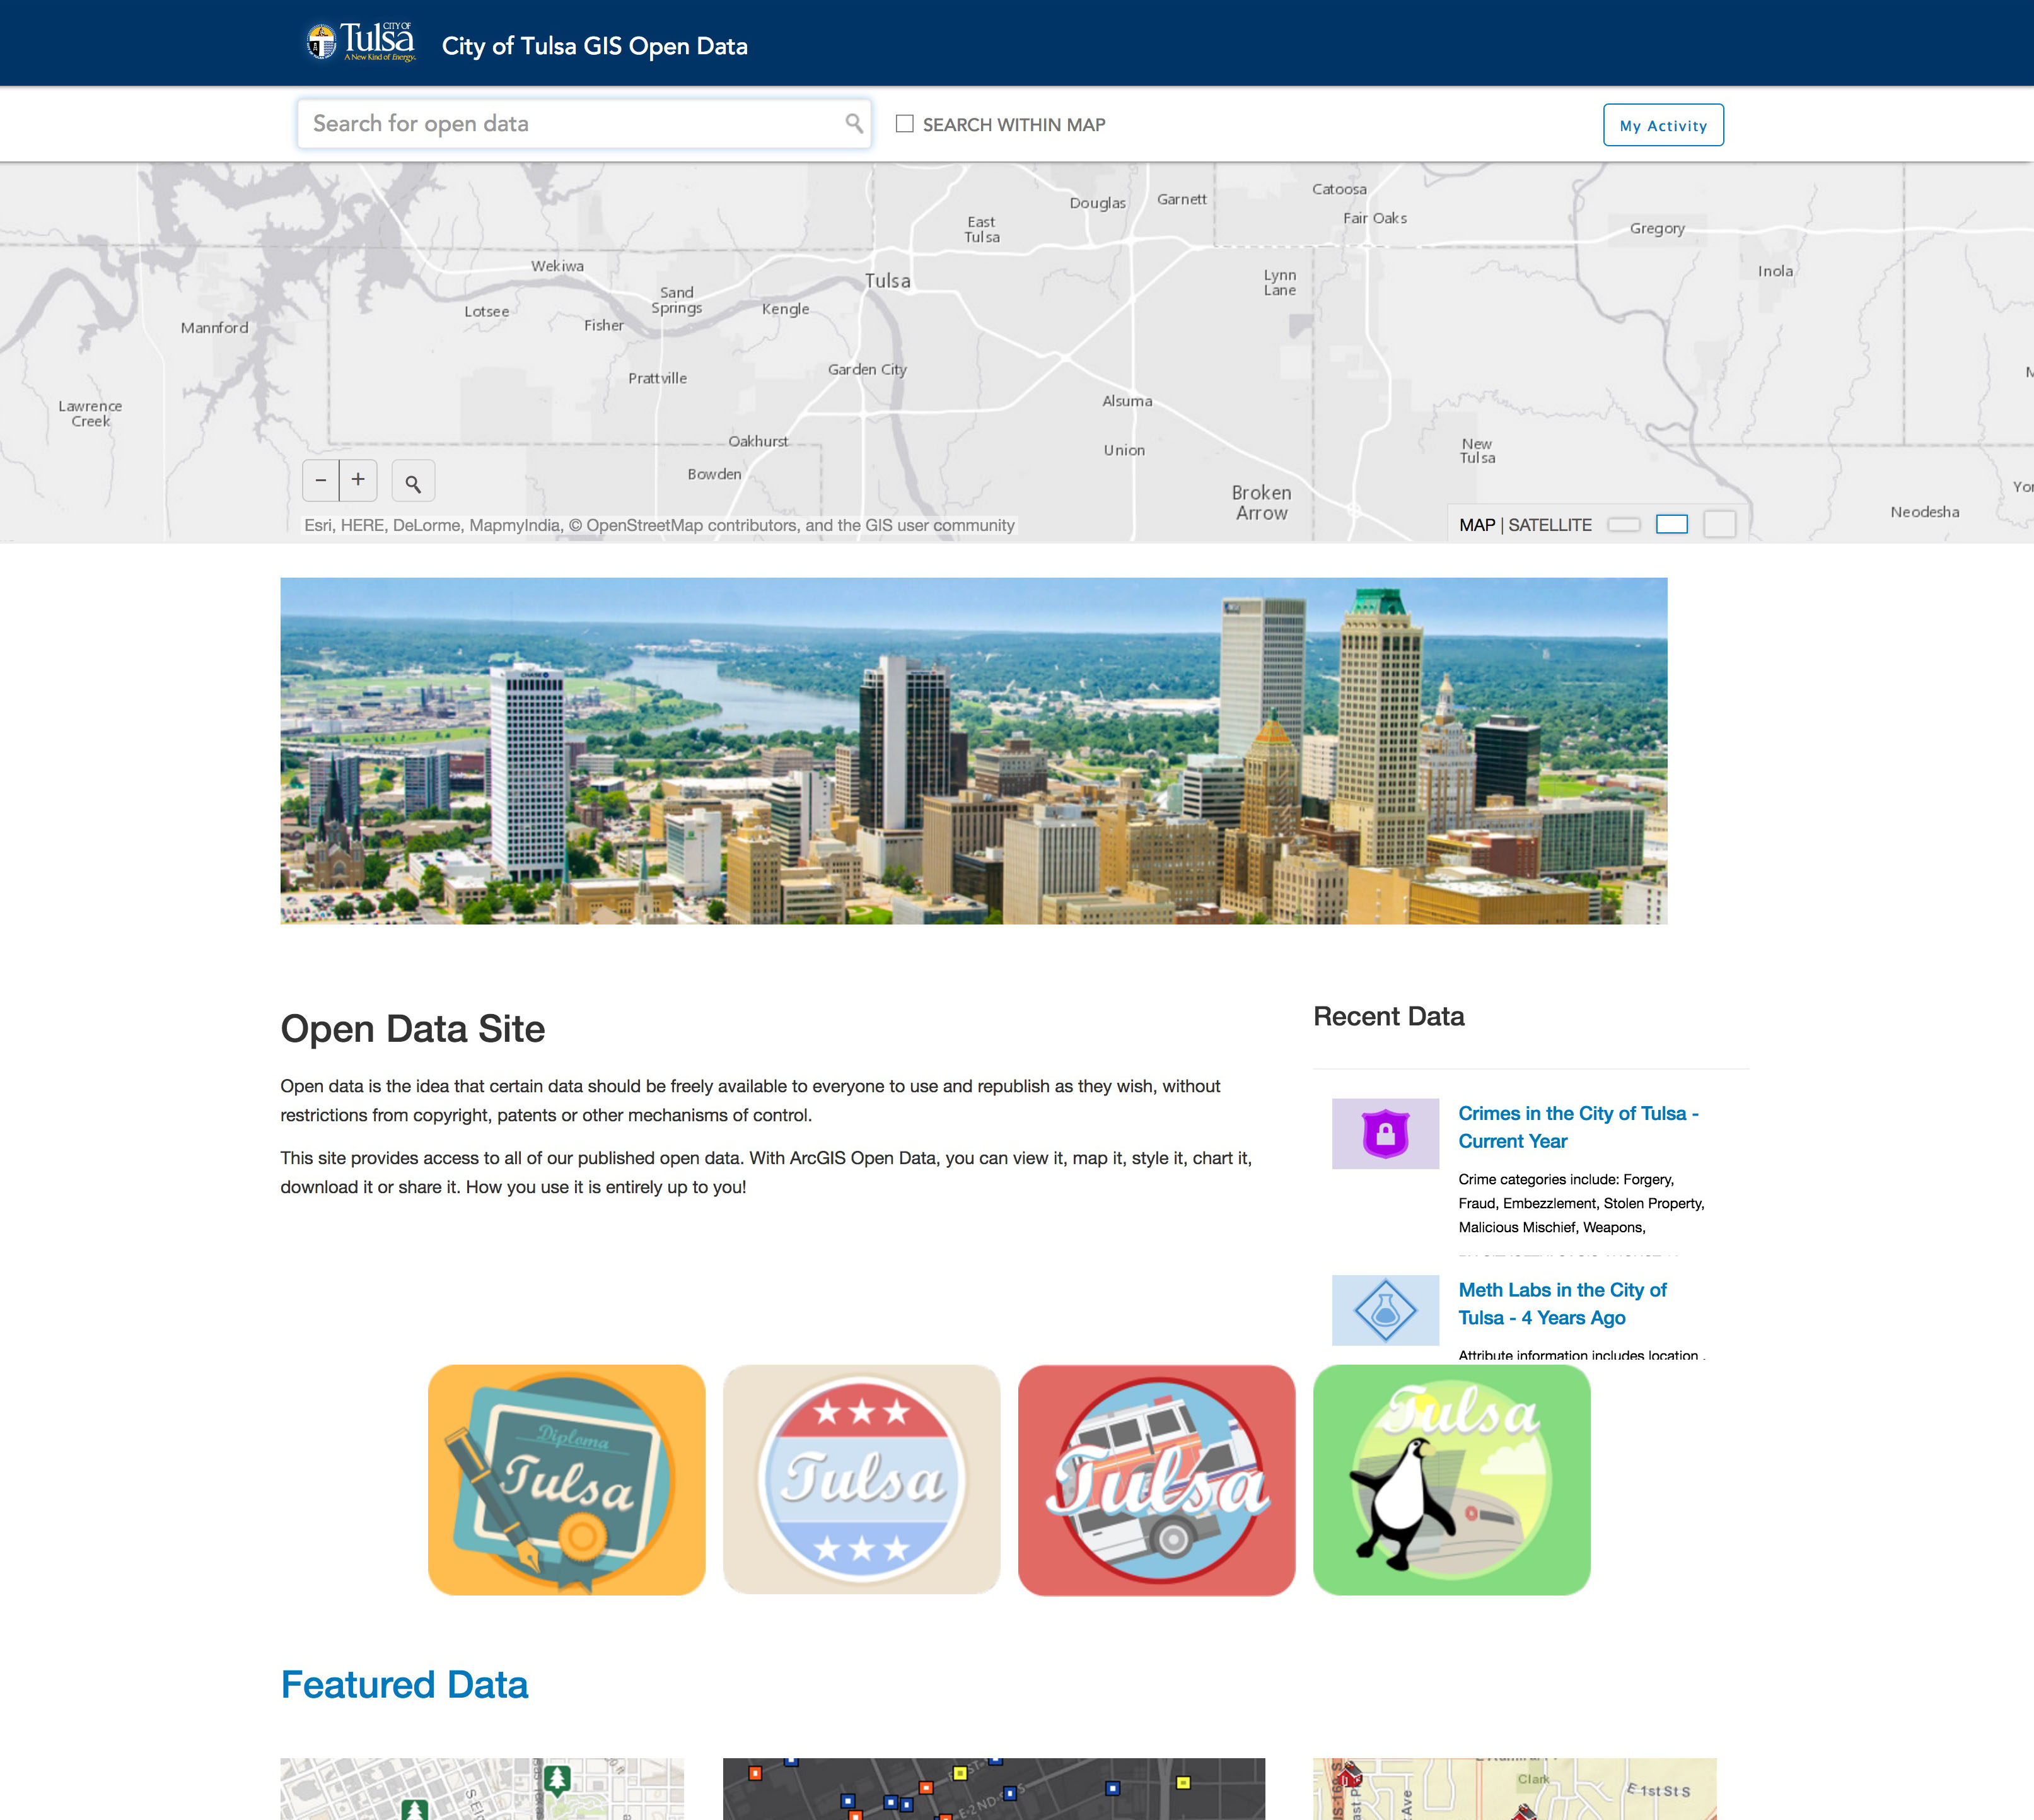 CITY OF
Tulsa
A New Kind of Energy.
City of Tulsa GIS Open Data
Search for open data
SEARCH WITHIN MAP
My Activity
Catoosa
Douglas
Garnett
Fair Oaks
East
Tulsa
Gregory
Wekiwa
Tulsa
Lynn
Lane
Inola
Sand
Springs
Lotsee
Kengle
Fisher
Mannford
Garden City
Prattville
Lawrence
Creek
Alsuma
Oakhurst
Union
New
Tulsa
Bowden
Broken
Arrow
Neodesha
− +
Esri, HERE, DeLorme, MapmyIndia, © OpenStreetMap contributors, and the GIS user community
MAP | SATELLITE
CHASE
Open Data Site
Open data is the idea that certain data should be freely available to everyone to use and republish as they wish, without
restrictions from copyright, patents or other mechanisms of control.
This site provides access to all of our published open data. With ArcGIS Open Data, you can view it, map it, style it, chart it,
download it or share it. How you use it is entirely up to you!
Recent Data
Crimes in the City of Tulsa -
Current Year
Crime categories include: Forgery,
Fraud, Embezzlement, Stolen Property,
Malicious Mischief, Weapons,
Meth Labs in the City of
Tulsa - 4 Years Ago
Attribute information includes location ,
Diploma
Tulsa
Tulsa
Tulsa
Tulsa
Featured Data
E-2ND-
Clark
E 1st St S
Ave